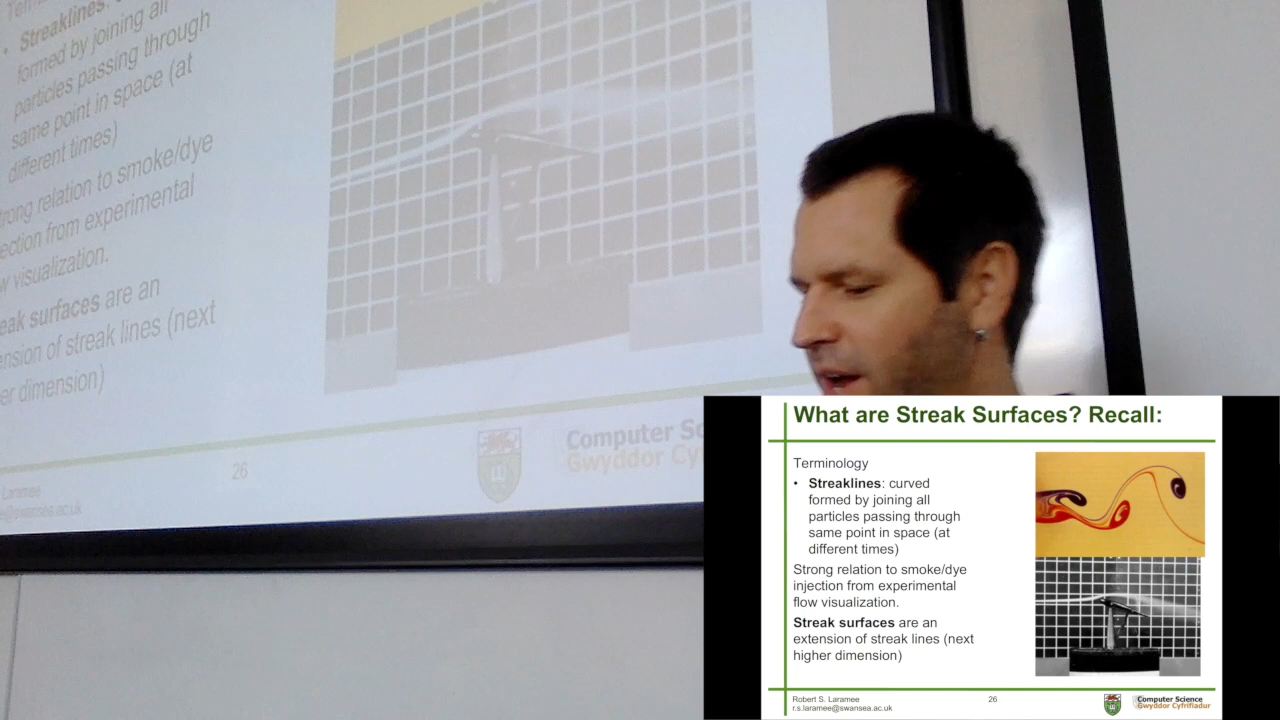 Streaklines:
formed by joining all
particles passing through
same point in space (at
different times)
rong relation to smoke/dye
ection from experimental
w visualization.
eak surfaces are an
ension of streak lines (next
er dimension)
26
Laramee
@swansea.ac.uk
Computer Sc
Gwyddor Cy
What are Streak Surfaces? Recall:
Terminology
• Streaklines: curved
formed by joining all
particles passing through
same point in space (at
different times)
Strong relation to smoke/dye
injection from experimental
flow visualization.
Streak surfaces are an
extension of streak lines (next
higher dimension)
Robert S. Laramee
r.s.laramee@swansea.ac.uk
26
Computer Science
Gwyddor Cyfrifiadur